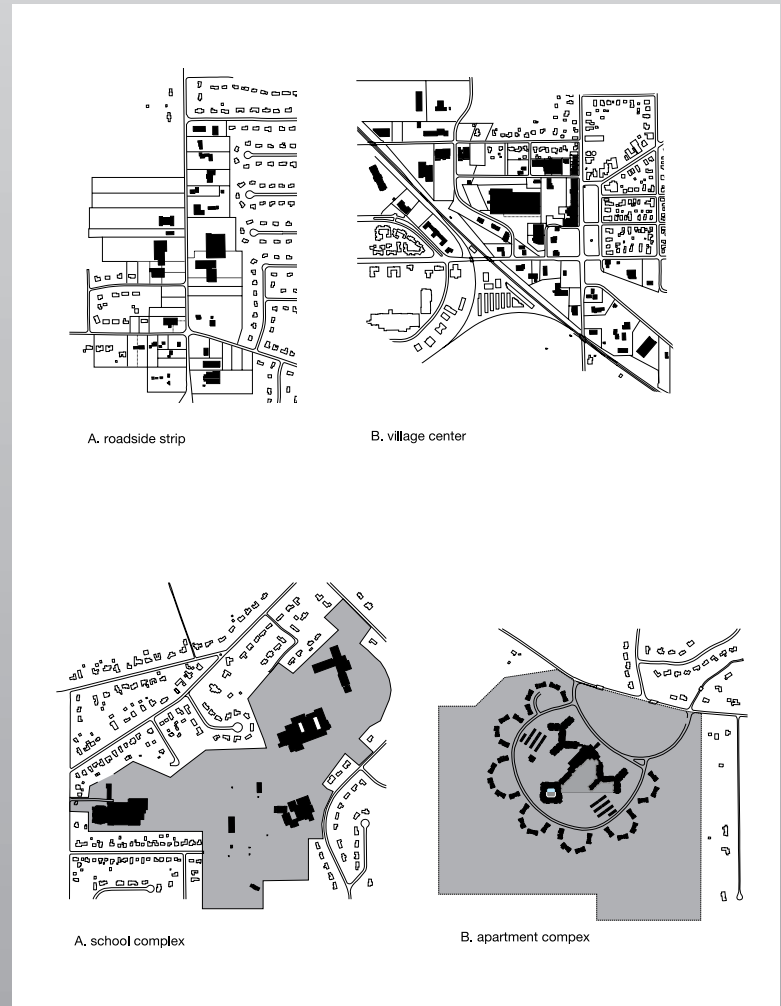 A. roadside strip
B. village center
A. school complex
B. apartment compex